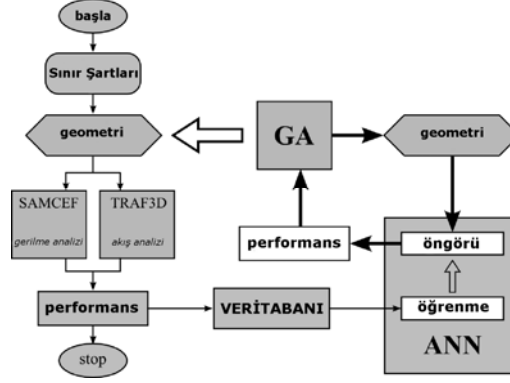 başla
Sınır Şartları
geometri
GA
geometri
SAMCEF
gerilme analizi
TRAF3D
akış analizi
performans
öngörü
performans
VERİTABANI
öğrenme
ANN
stop